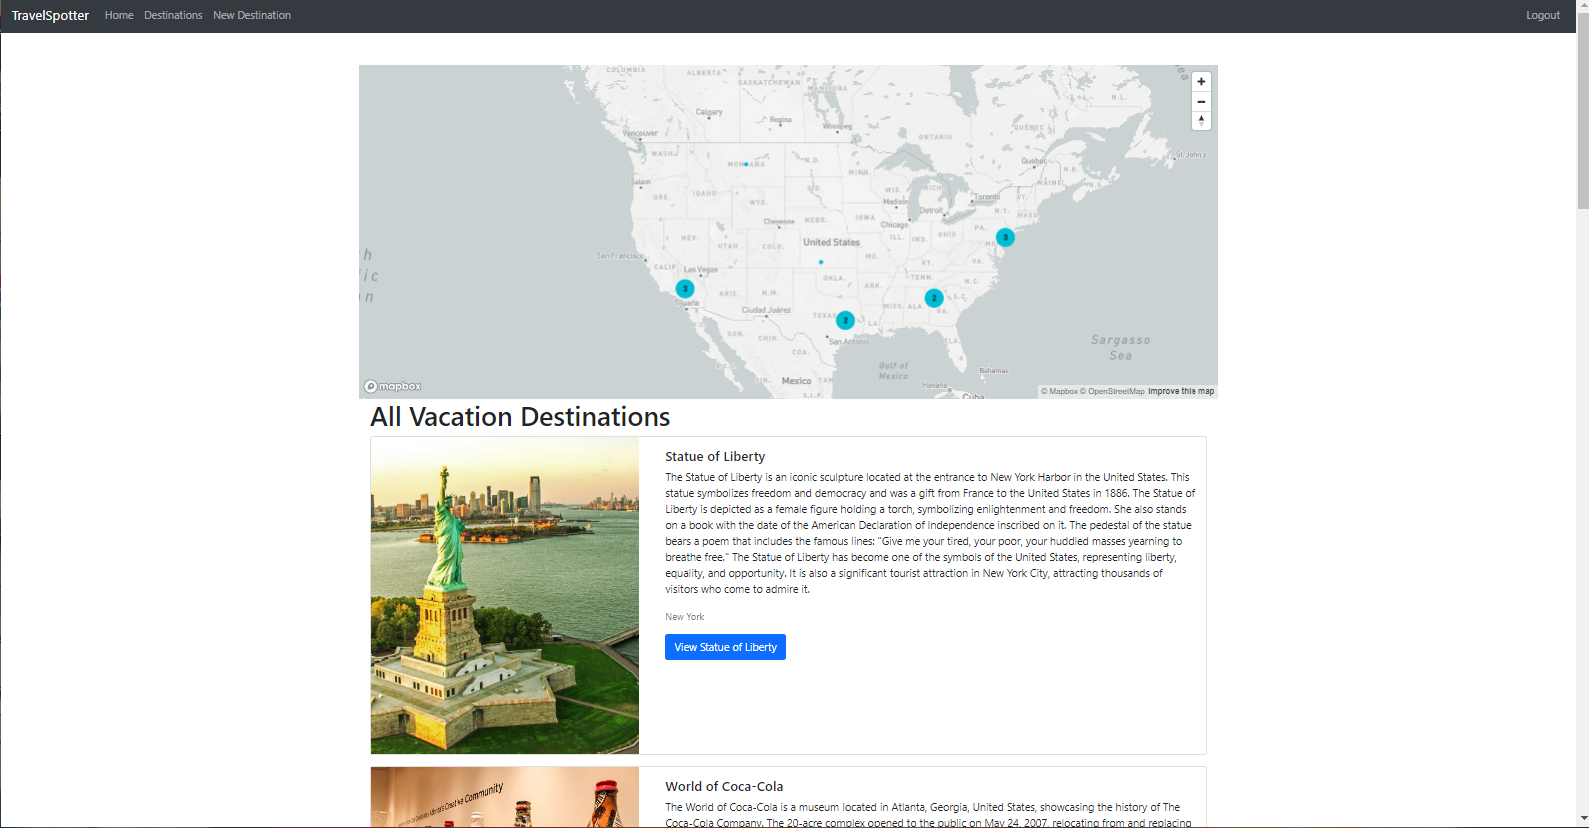 TravelSpotter Home Destinations New Destination Logout
COLUMBIA
ALBERTA
SASKATCHEWAN
MANITOBA
N.L.
Calgary
Regina
Winnipeg
ONTARIO
QUEBEC
Vancouver
St. John's
WASH.
MONTANA
N.D.
MINN.
Quebec
MAINE
Salem
ORE.
IDAHO
WYO.
S.D.
WIS.
MICH.
Toronto
N.Y.
MASS.
Madison
Detroit
Chicago
Cheyenne
NEBR.
IOWA
PA.
NEV.
UTAH
COLO.
United States
ILL.
IND.
OHIO
MD.
3
San Francisco
CALIF.
Las Vegas
MO.
KY.
VA.
OKLA.
TENN.
N.C.
3
ARIZ.
N.M.
ARK.
2
S.C.
Tijuana
Ciudad Juárez
TEXAS
2
LA.
MISS.
ALA.
GA.
SON.
CHIH.
San Antonio
FLA.
COA.
Gulf of
Mexico
Bahamas
Sargasso
Sea
Mexico
TAM
Havana
Cuba
S.L.P.
mapbox
© Mapbox © OpenStreetMap Improve this map
All Vacation Destinations
Statue of Liberty
The Statue of Liberty is an iconic sculpture located at the entrance to New York Harbor in the United States. This
statue symbolizes freedom and democracy and was a gift from France to the United States in 1886. The Statue of
Liberty is depicted as a female figure holding a torch, symbolizing enlightenment and freedom. She also stands
on a book with the date of the American Declaration of Independence inscribed on it. The pedestal of the statue
bears a poem that includes the famous lines: "Give me your tired, your poor, your huddled masses yearning to
breathe free." The Statue of Liberty has become one of the symbols of the United States, representing liberty,
equality, and opportunity. It is also a significant tourist attraction in New York City, attracting thousands of
visitors who come to admire it.
New York
View Statue of Liberty
Atlanta's Creative Community
World of Coca-Cola
The World of Coca-Cola is a museum located in Atlanta, Georgia, United States, showcasing the history of The
Coca-Cola Company. The 20-acre complex opened to the public on May 24, 2007, relocating from and replacing